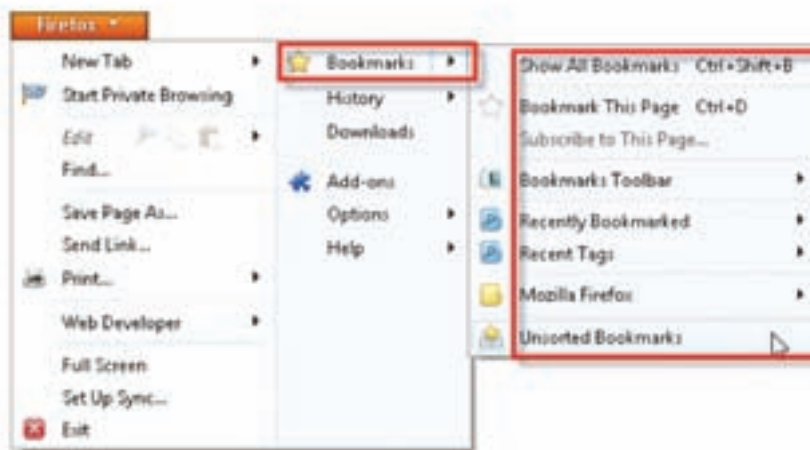 Firefox
New Tab
Start Private Browsing
Edit
Find...
Save Page As...
Send Link...
Print...
Web Developer
Full Screen
Set Up Sync...
Exit
Bookmarks
History
Downloads
Add-ons
Options
Help
Show All Bookmarks Ctrl+Shift+B
Bookmark This Page Ctrl+D
Subscribe to This Page...
Bookmarks Toolbar
Recently Bookmarked
Recent Tags
Mozilla Firefox
Unsorted Bookmarks